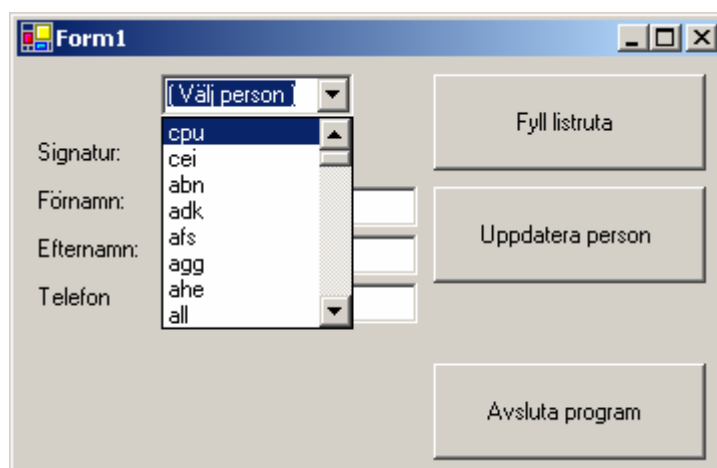 Form1
[ Välj person ]
cpu
cei
abn
adk
afs
agg
ahe
all
Signatur:
Förnamn:
Efternamn:
Telefon
Fyll listruta
Uppdatera person
Avsluta program